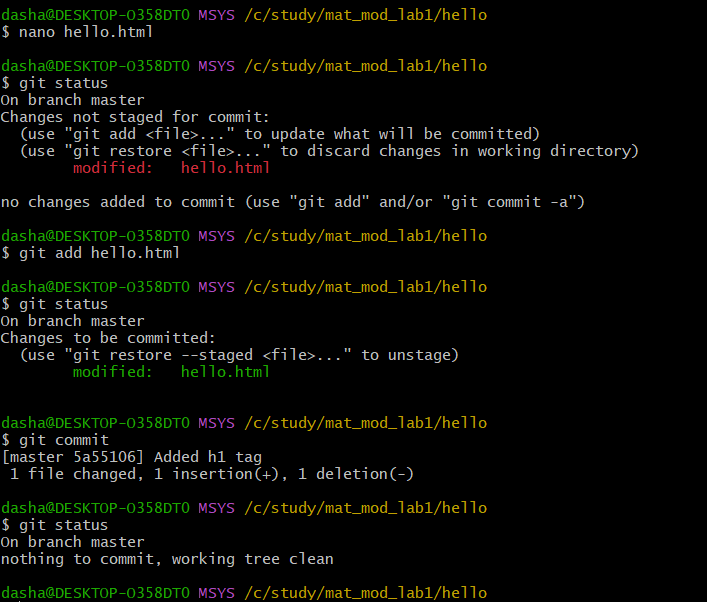 dasha@DESKTOP-O358DT0 MSYS /c/study/mat_mod_lab1/hello
$ nano hello.html
dasha@DESKTOP-O358DT0 MSYS /c/study/mat_mod_lab1/hello
$ git status
On branch master
Changes not staged for commit:
  (use "git add <file>..." to update what will be committed)
  (use "git restore <file>..." to discard changes in working directory)
        modified:   hello.html
no changes added to commit (use "git add" and/or "git commit -a")
dasha@DESKTOP-O358DT0 MSYS /c/study/mat_mod_lab1/hello
$ git add hello.html
dasha@DESKTOP-O358DT0 MSYS /c/study/mat_mod_lab1/hello
$ git status
On branch master
Changes to be committed:
  (use "git restore --staged <file>..." to unstage)
        modified:   hello.html
dasha@DESKTOP-O358DT0 MSYS /c/study/mat_mod_lab1/hello
$ git commit
[master 5a55106] Added h1 tag
 1 file changed, 1 insertion(+), 1 deletion(-)
dasha@DESKTOP-O358DT0 MSYS /c/study/mat_mod_lab1/hello
$ git status
On branch master
nothing to commit, working tree clean
dasha@DESKTOP-O358DT0 MSYS /c/study/mat_mod_lab1/hello